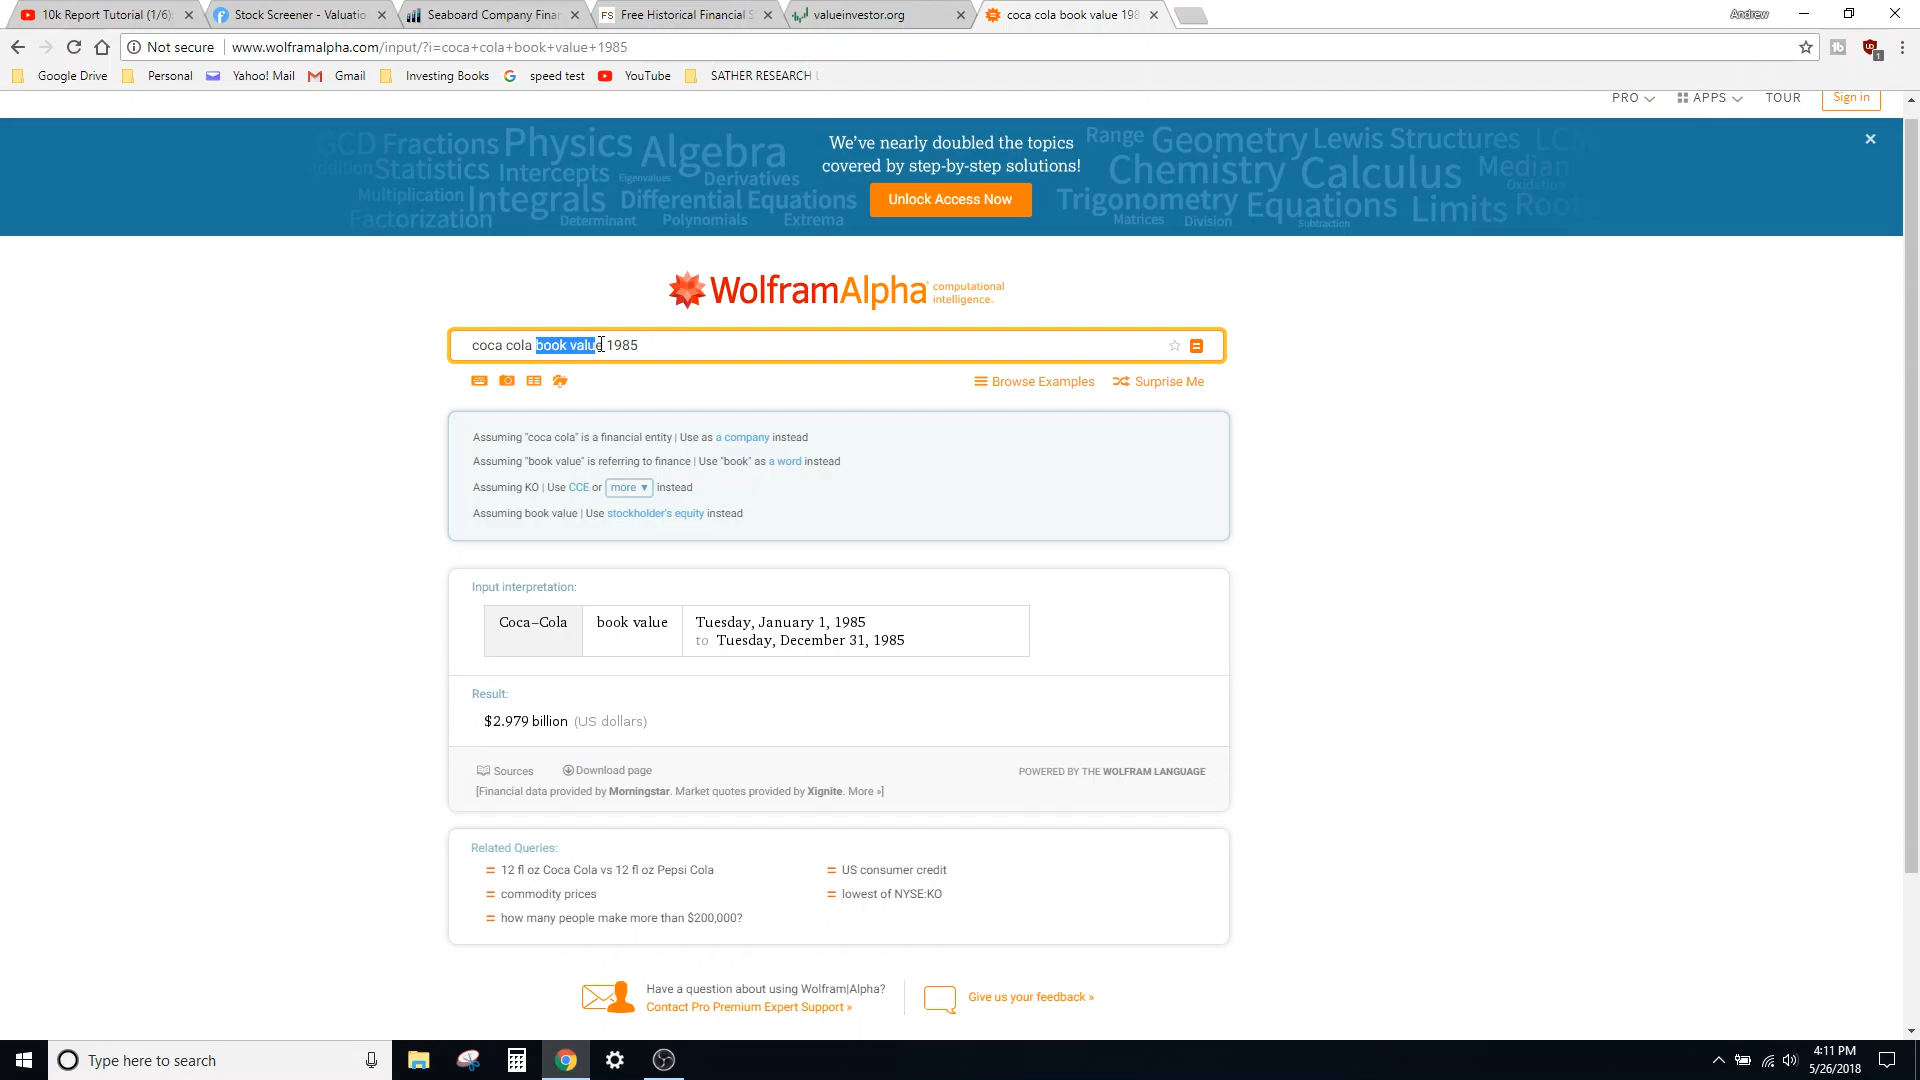 10k Report Tutorial (1/6):
Stock Screener - Valuatio
Seaboard Company Finan
FS Free Historical Financial S
valueinvestor.org
coca cola book value 198
Andrew
Not secure www.wolframalpha.com/input/?i=coca+cola+book+value+1985
Google Drive Personal Yahoo! Mail Gmail Investing Books speed test YouTube SATHER RESEARCH
PRO APPS TOUR Sign in
GCD Fractions Physics Algebra
Addition Statistics Intercepts Eigenvalues Derivatives
Multiplication Integrals Differential Equations
Factorization Determinant Polynomials Extrema
We've nearly doubled the topics
covered by step-by-step solutions!
Unlock Access Now
Range Geometry Lewis Structures LCM
Chemistry Calculus Median
Oxidation
Trigonometry Equations Limits Roots
Matrices Division Subtraction
WolframAlpha computational
intelligence.
coca cola book value 1985
Browse Examples Surprise Me
Assuming "coca cola" is a financial entity | Use as a company instead
Assuming "book value" is referring to finance | Use "book" as a word instead
Assuming KO | Use CCE or more ▼ instead
Assuming book value | Use stockholder's equity instead
Input interpretation:
Coca–Cola book value Tuesday, January 1, 1985
to Tuesday, December 31, 1985
Result:
$2.979 billion (US dollars)
Sources Download page POWERED BY THE WOLFRAM LANGUAGE
[Financial data provided by Morningstar. Market quotes provided by Xignite. More »]
Related Queries:
= 12 fl oz Coca Cola vs 12 fl oz Pepsi Cola
= US consumer credit
= commodity prices
= lowest of NYSE:KO
= how many people make more than $200,000?
Have a question about using Wolfram|Alpha?
Contact Pro Premium Expert Support »
Give us your feedback »
Type here to search
4:11 PM
5/26/2018